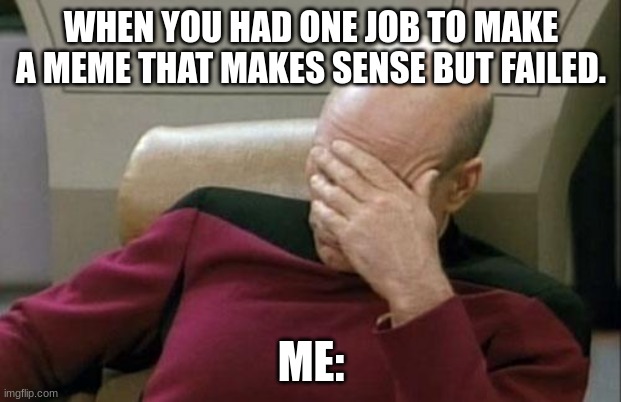 WHEN YOU HAD ONE JOB TO MAKE
A MEME THAT MAKES SENSE BUT FAILED.
ME:
imgflip.com